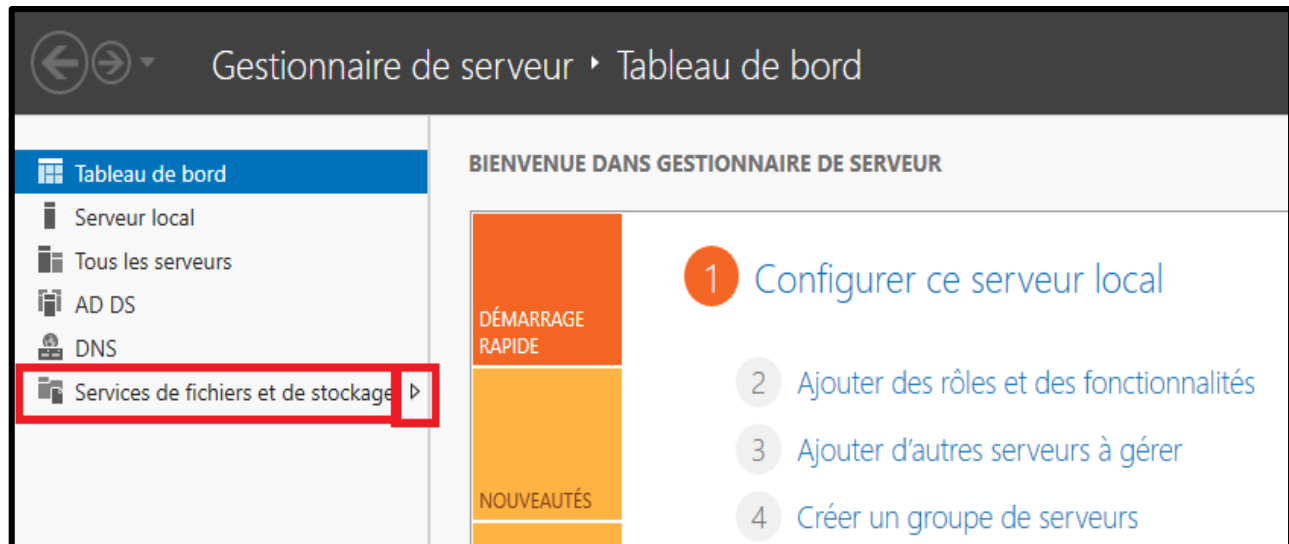 Gestionnaire de serveur ‣ Tableau de bord
Tableau de bord
Serveur local
Tous les serveurs
AD DS
DNS
Services de fichiers et de stockage
BIENVENUE DANS GESTIONNAIRE DE SERVEUR
DÉMARRAGE
RAPIDE
NOUVEAUTÉS
1 Configurer ce serveur local
2 Ajouter des rôles et des fonctionnalités
3 Ajouter d’autres serveurs à gérer
4 Créer un groupe de serveurs